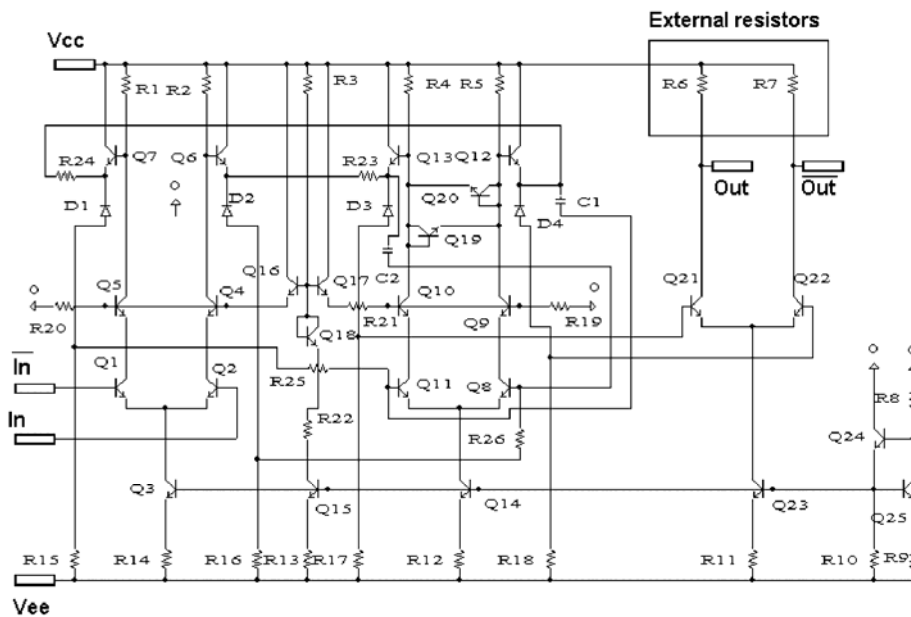 External resistors
Vcc
R1 R2 R3 R4 R5 R6 R7
R24 Q7 Q6 R23 Q13 Q12
Out Out
D1 D2 D3 Q20 D4 C1
Q19
Q16 Q17 C2
Q5 Q4 Q10 Q9 Q21 Q22
R20 R21 R19
Q18
In Q1 Q2 R25 Q11 Q8
In R22 R26 R8
Q24
Q3 Q15 Q14 Q23 Q25
R15 R14 R16 R13 R17 R12 R18 R11 R10 R9
Vee